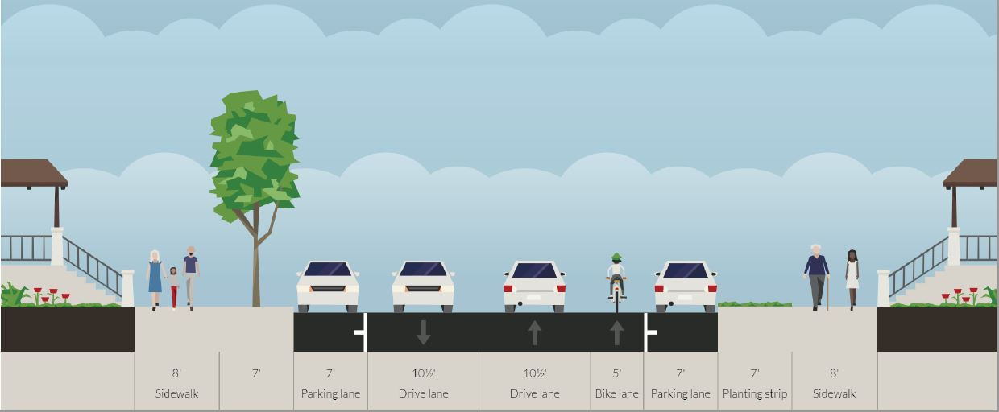 8' 7' 7' 10½' 10½' 5' 7' 7' 8'
Sidewalk Parking lane Drive lane Drive lane Bike lane Parking lane Planting strip Sidewalk